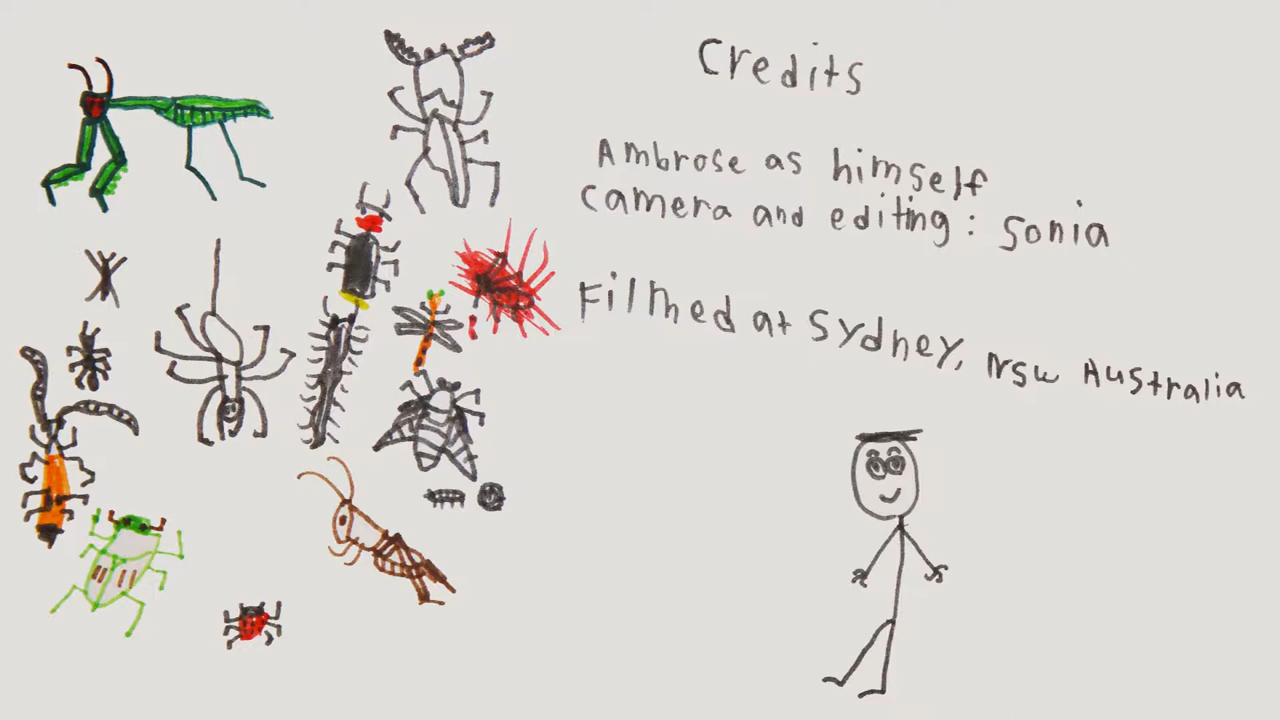 Credits
Ambrose as himself
camera and editing: Sonia
Filmed at Sydney, NSW Australia